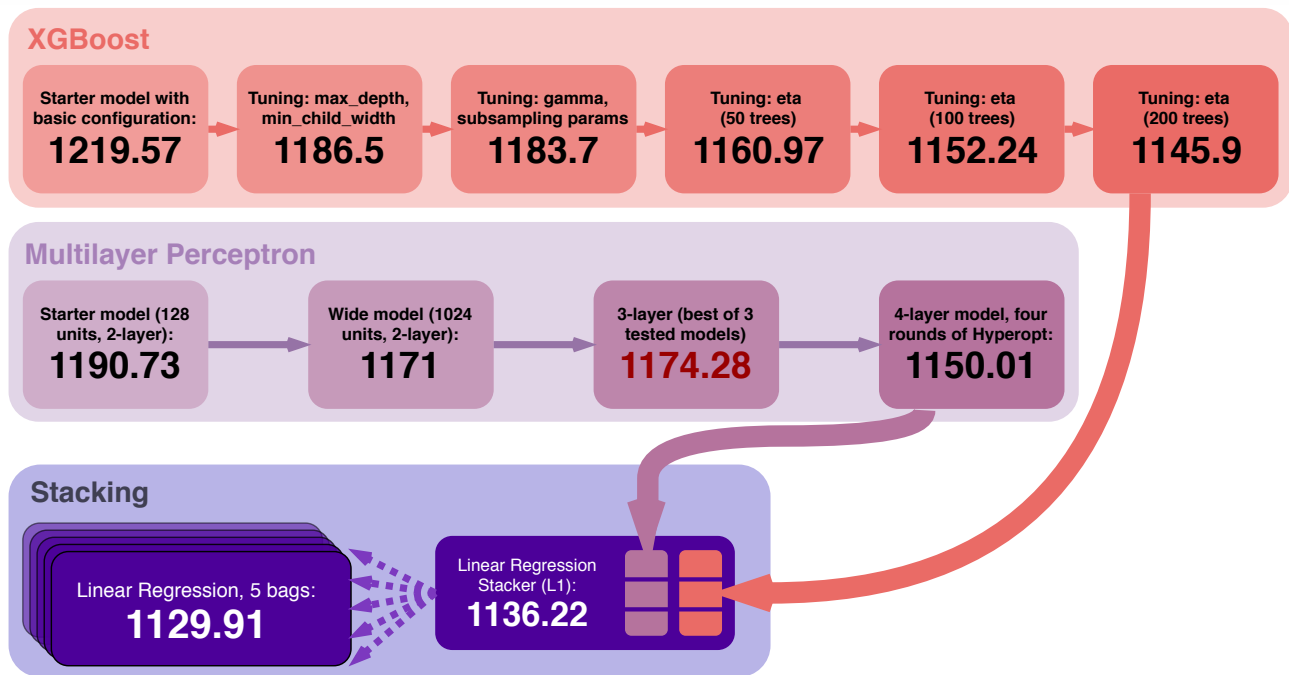 XGBoost
Starter model with
basic configuration:
1219.57
Tuning: max_depth,
min_child_width
1186.5
Tuning: gamma,
subsampling params
1183.7
Tuning: eta
(50 trees)
1160.97
Tuning: eta
(100 trees)
1152.24
Tuning: eta
(200 trees)
1145.9
Multilayer Perceptron
Starter model (128
units, 2-layer):
1190.73
Wide model (1024
units, 2-layer):
1171
3-layer (best of 3
tested models)
1174.28
4-layer model, four
rounds of Hyperopt:
1150.01
Stacking
Linear Regression, 5 bags:
1129.91
Linear Regression
Stacker (L1):
1136.22